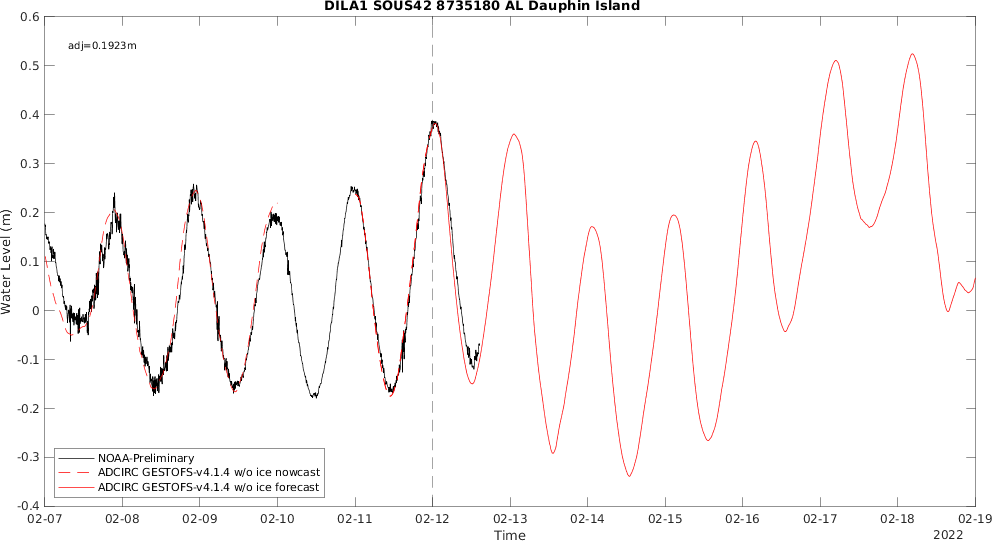 DILA1 SOUS42 8735180 AL Dauphin Island
adj=0.1923m
0.6
0.5
0.4
0.3
0.2
0.1
0
-0.1
-0.2
-0.3
-0.4
Water Level (m)
NOAA-Preliminary
ADCIRC GESTOFS-v4.1.4 w/o ice nowcast
ADCIRC GESTOFS-v4.1.4 w/o ice forecast
02-07 02-08 02-09 02-10 02-11 02-12 02-13 02-14 02-15 02-16 02-17 02-18 02-19
Time
2022